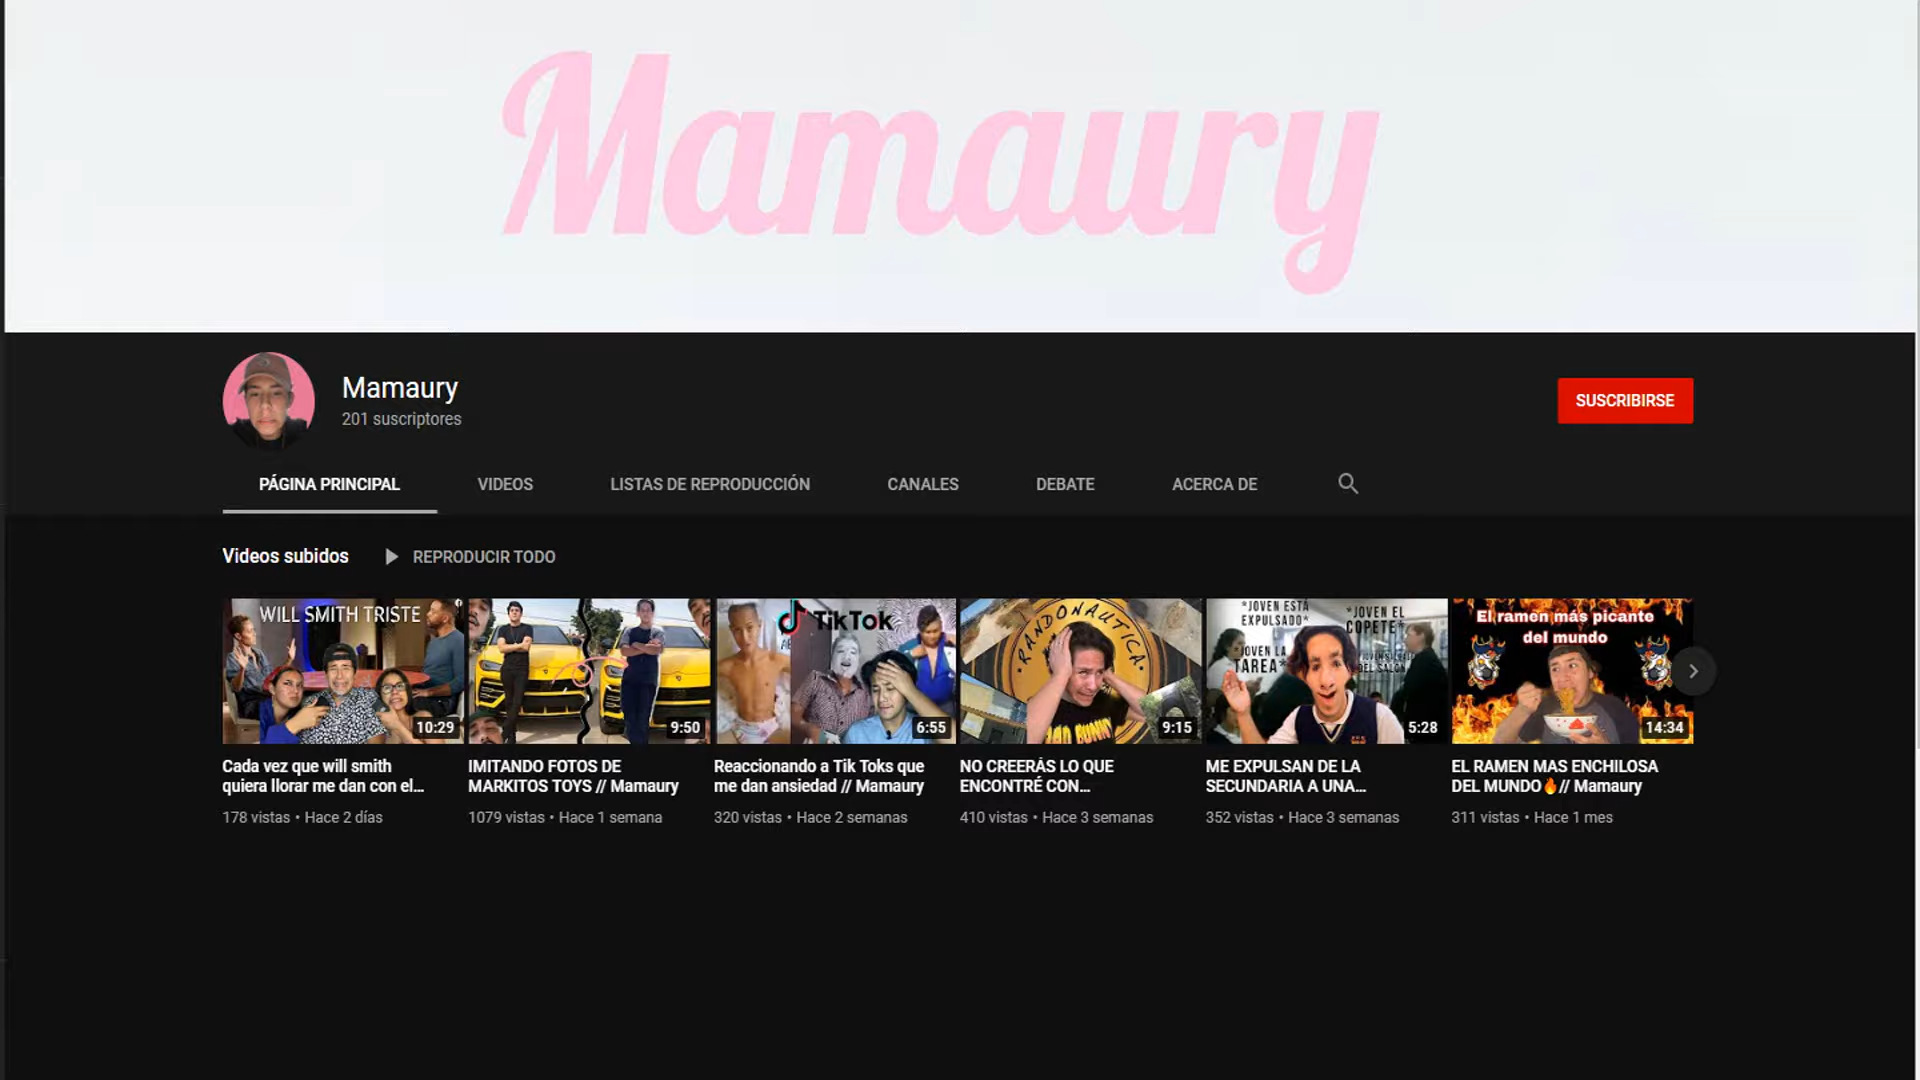 Mamaury
Mamaury
201 suscriptores
SUSCRIBIRSE
PÁGINA PRINCIPAL
VIDEOS
LISTAS DE REPRODUCCIÓN
CANALES
DEBATE
ACERCA DE
Videos subidos
REPRODUCIR TODO
WILL SMITH TRISTE
10:29
9:50
TikTok
6:55
RANDONAUTICA
BAD BUNNY
9:15
*JOVEN ESTÁ
EXPULSADO*
*JOVEN EL
COPETE*
*JOVEN LA
TAREA*
DEL SALÓN
5:28
El ramen más picante
del mundo
14:34
Cada vez que will smith
quiera llorar me dan con el...
178 vistas • Hace 2 días
IMITANDO FOTOS DE
MARKITOS TOYS // Mamaury
1079 vistas • Hace 1 semana
Reaccionando a Tik Toks que
me dan ansiedad // Mamaury
320 vistas • Hace 2 semanas
NO CREERÁS LO QUE
ENCONTRÉ CON...
410 vistas • Hace 3 semanas
ME EXPULSAN DE LA
SECUNDARIA A UNA...
352 vistas • Hace 3 semanas
EL RAMEN MAS ENCHILOSA
DEL MUNDO🔥// Mamaury
311 vistas • Hace 1 mes